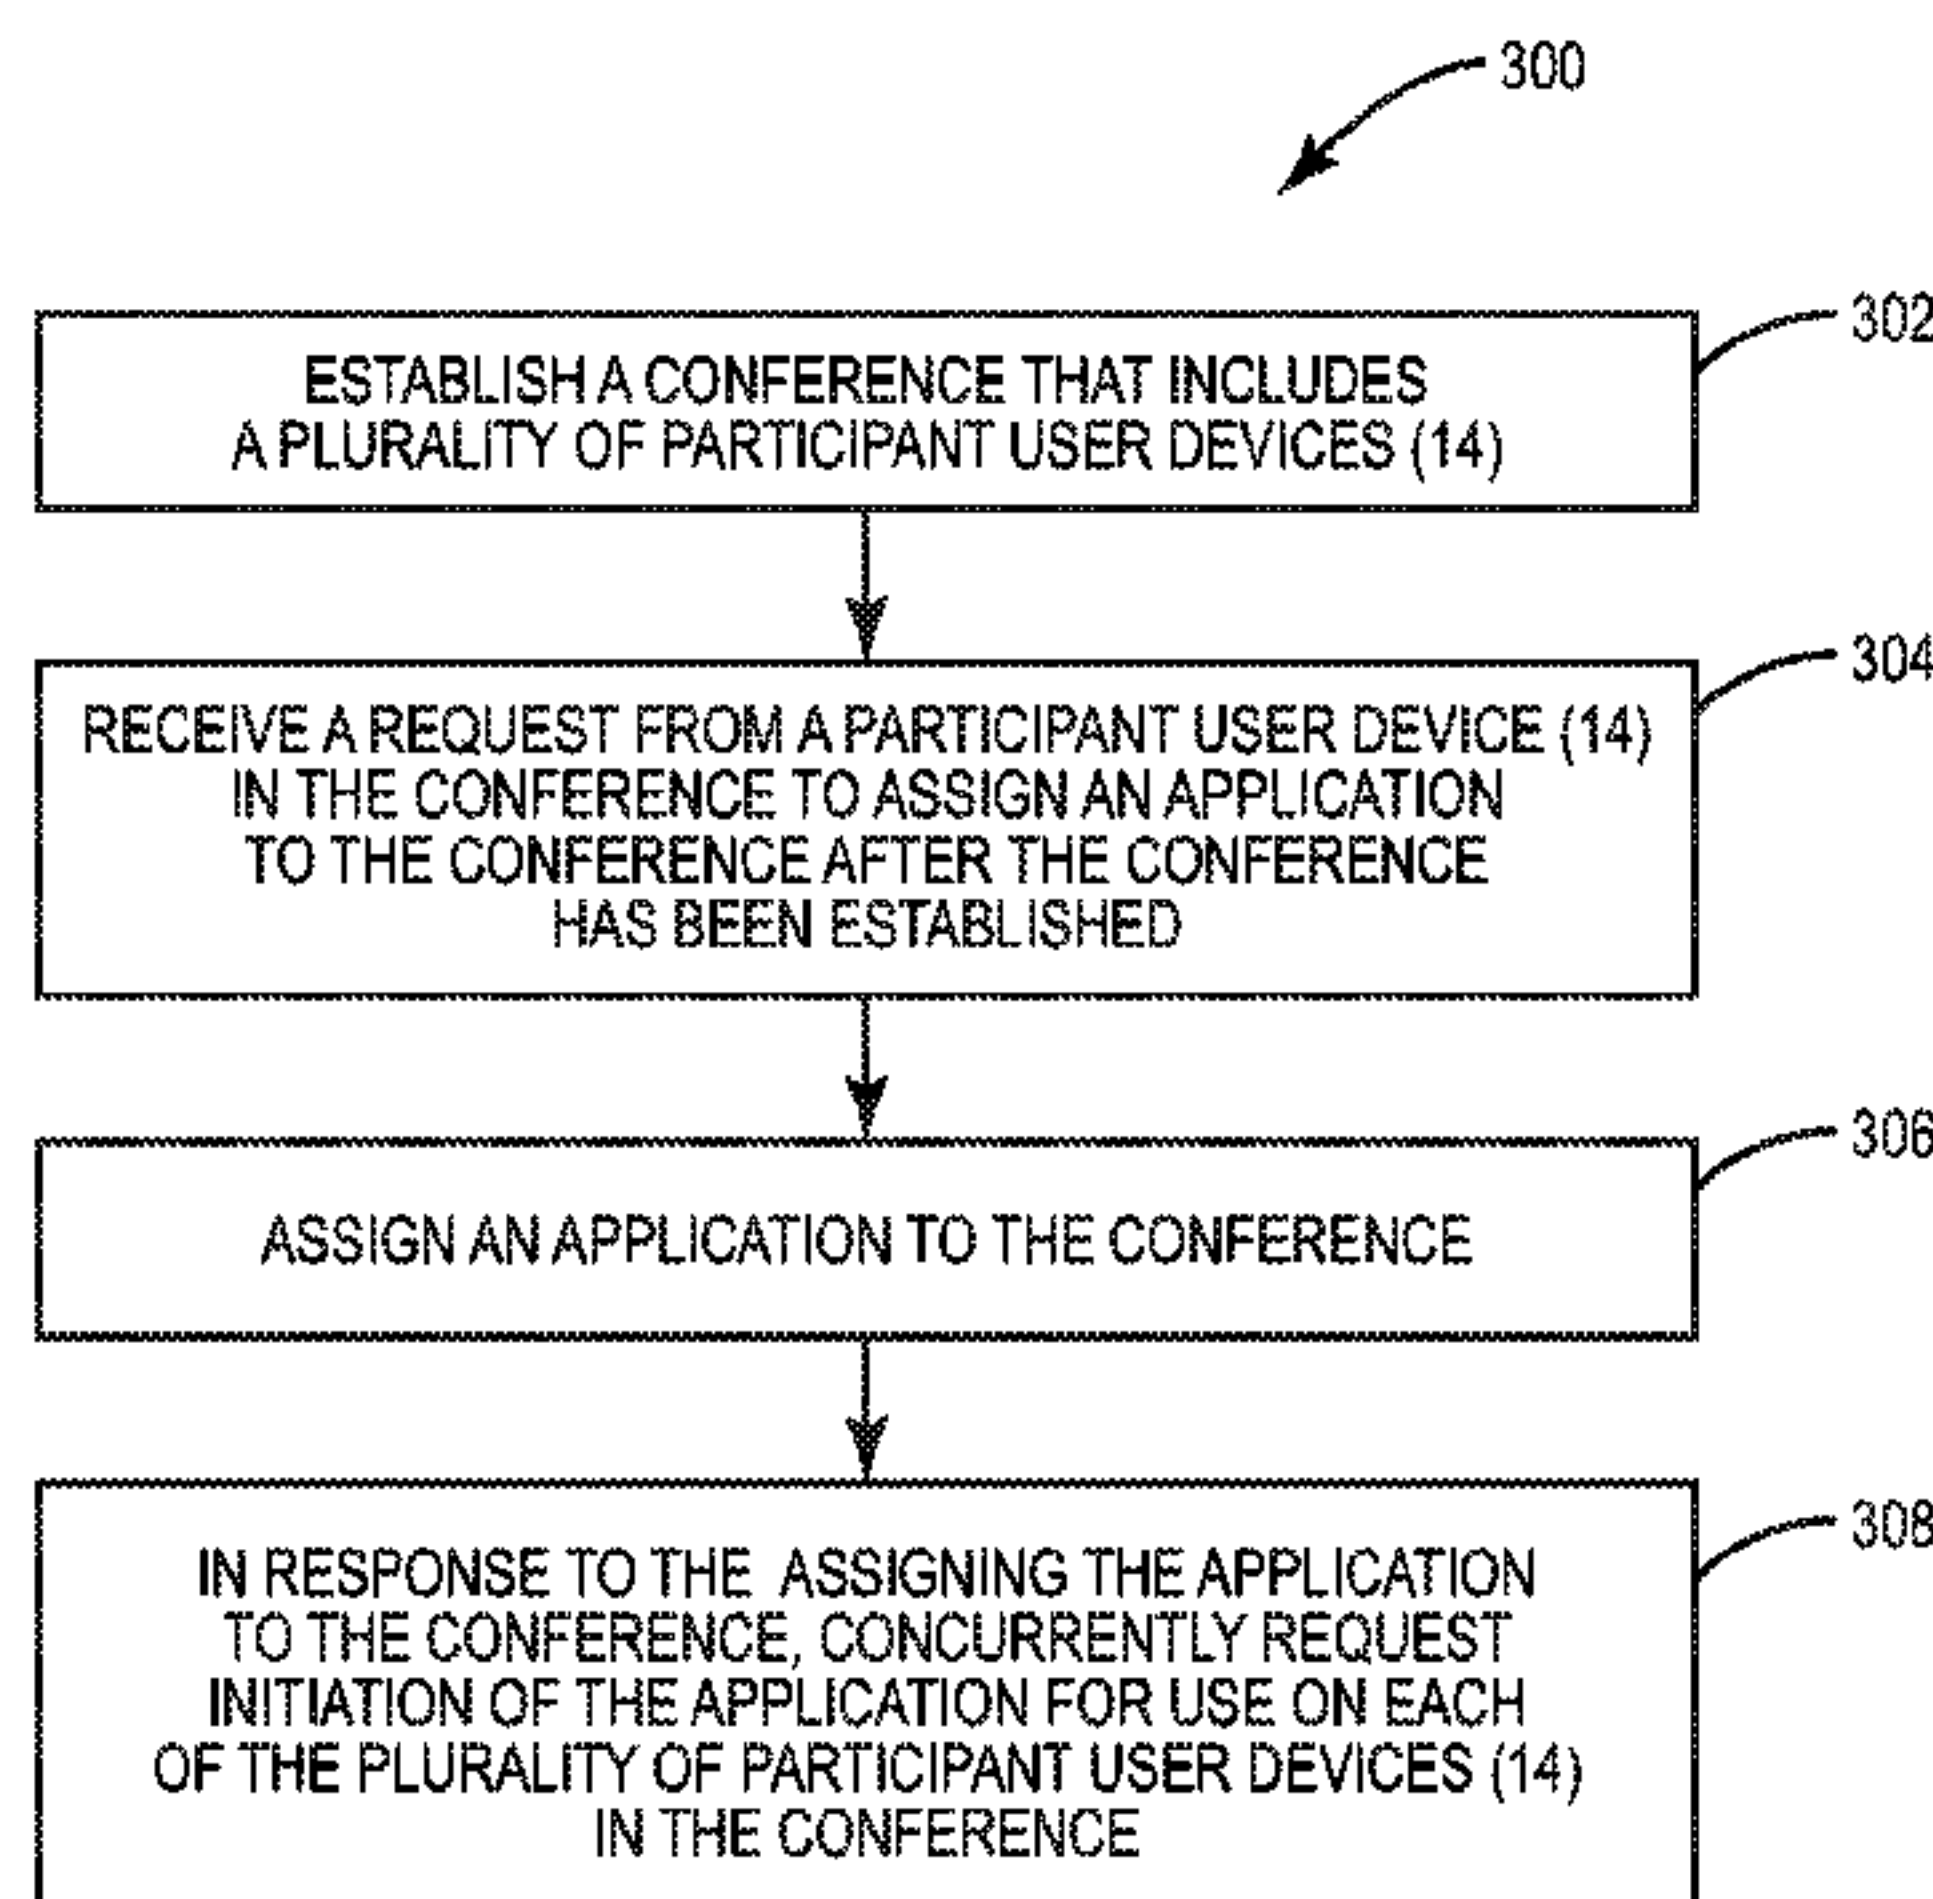 300
302
ESTABLISH A CONFERENCE THAT INCLUDES
A PLURALITY OF PARTICIPANT USER DEVICES (14)
304
RECEIVE A REQUEST FROM A PARTICIPANT USER DEVICE (14)
IN THE CONFERENCE TO ASSIGN AN APPLICATION
TO THE CONFERENCE AFTER THE CONFERENCE
HAS BEEN ESTABLISHED
306
ASSIGN AN APPLICATION TO THE CONFERENCE
308
IN RESPONSE TO THE ASSIGNING THE APPLICATION
TO THE CONFERENCE, CONCURRENTLY REQUEST
INITIATION OF THE APPLICATION FOR USE ON EACH
OF THE PLURALITY OF PARTICIPANT USER DEVICES (14)
IN THE CONFERENCE